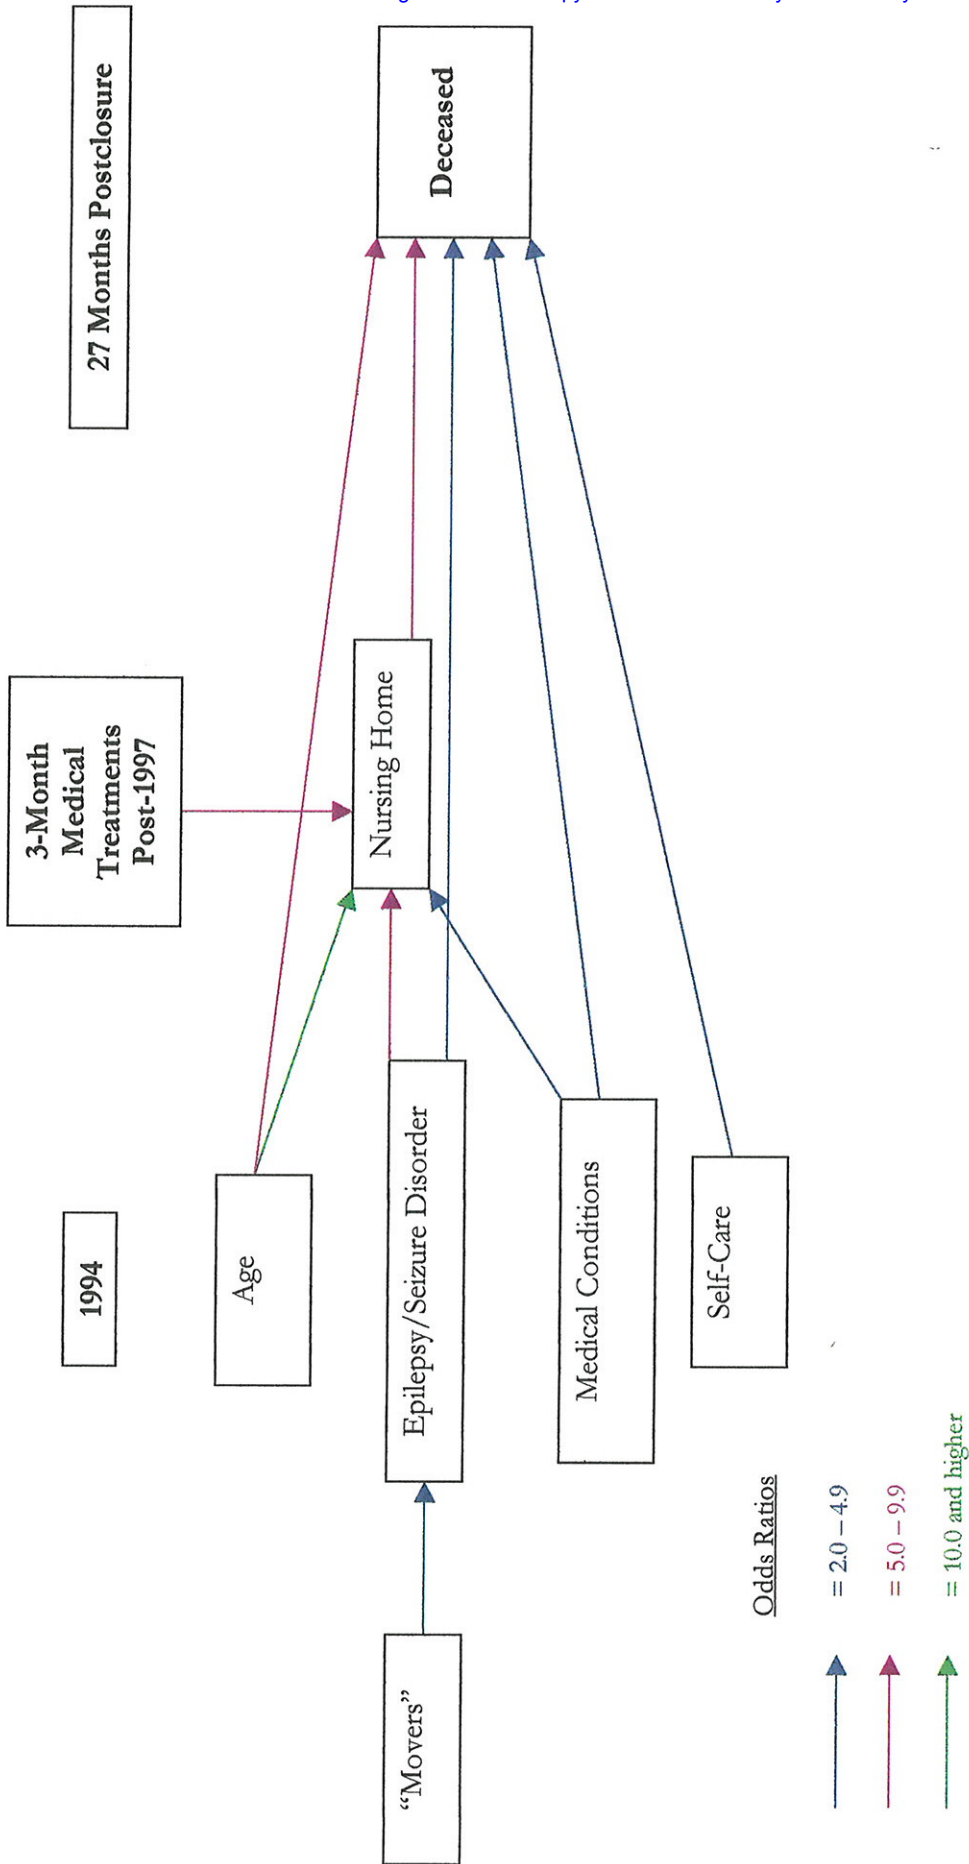 1994
3-Month
Medical
Treatments
Post-1997
27 Months Postclosure
Age
"Movers"
Epilepsy/Seizure Disorder
Nursing Home
Deceased
Medical Conditions
Self-Care
Odds Ratios
= 2.0 – 4.9
= 5.0 – 9.9
= 10.0 and higher